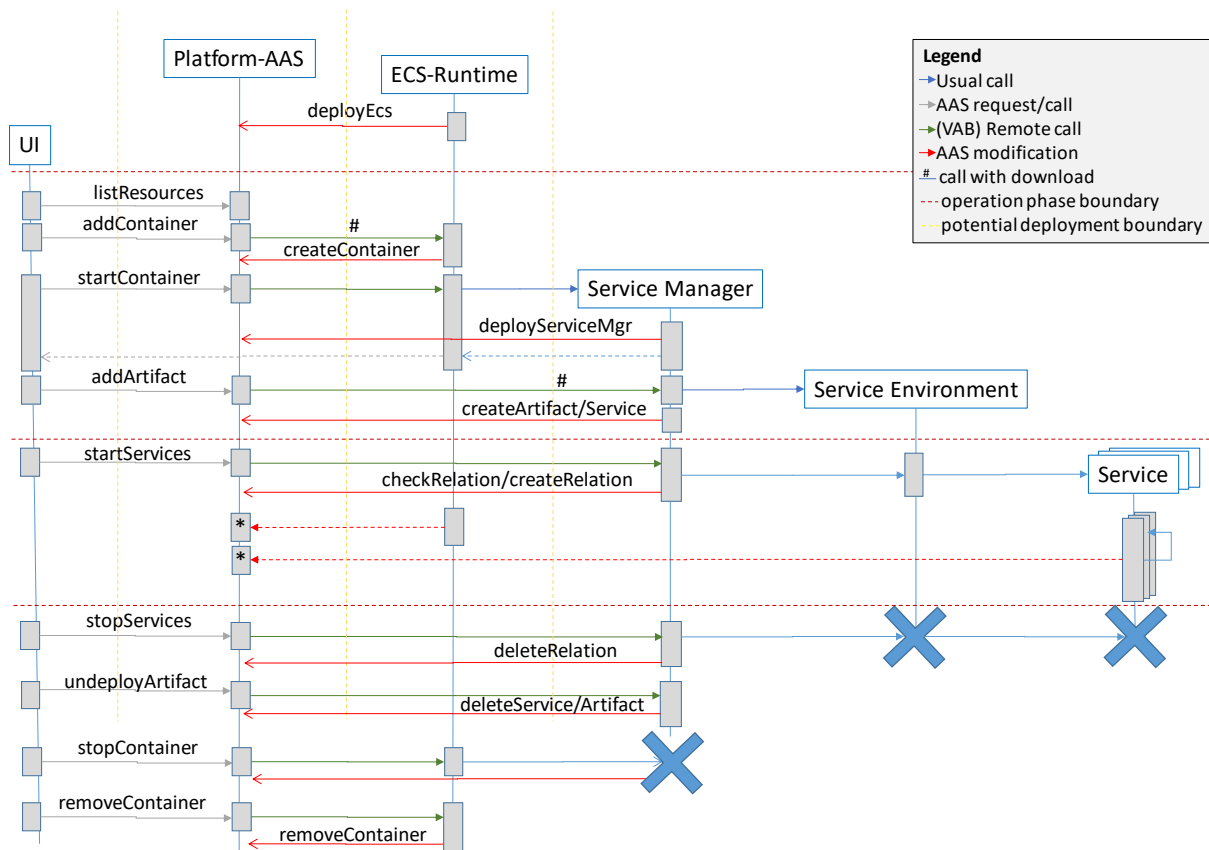 Platform-AAS
ECS-Runtime
Legend
Usual call
AAS request/call
(VAB) Remote call
AAS modification
# call with download
operation phase boundary
potential deployment boundary
deployEcs
UI
listResources
addContainer
#
createContainer
startContainer
Service Manager
deployServiceMgr
addArtifact
#
Service Environment
createArtifact/Service
startServices
checkRelation/createRelation
Service
*
*
stopServices
deleteRelation
undeployArtifact
deleteService/Artifact
stopContainer
removeContainer
removeContainer